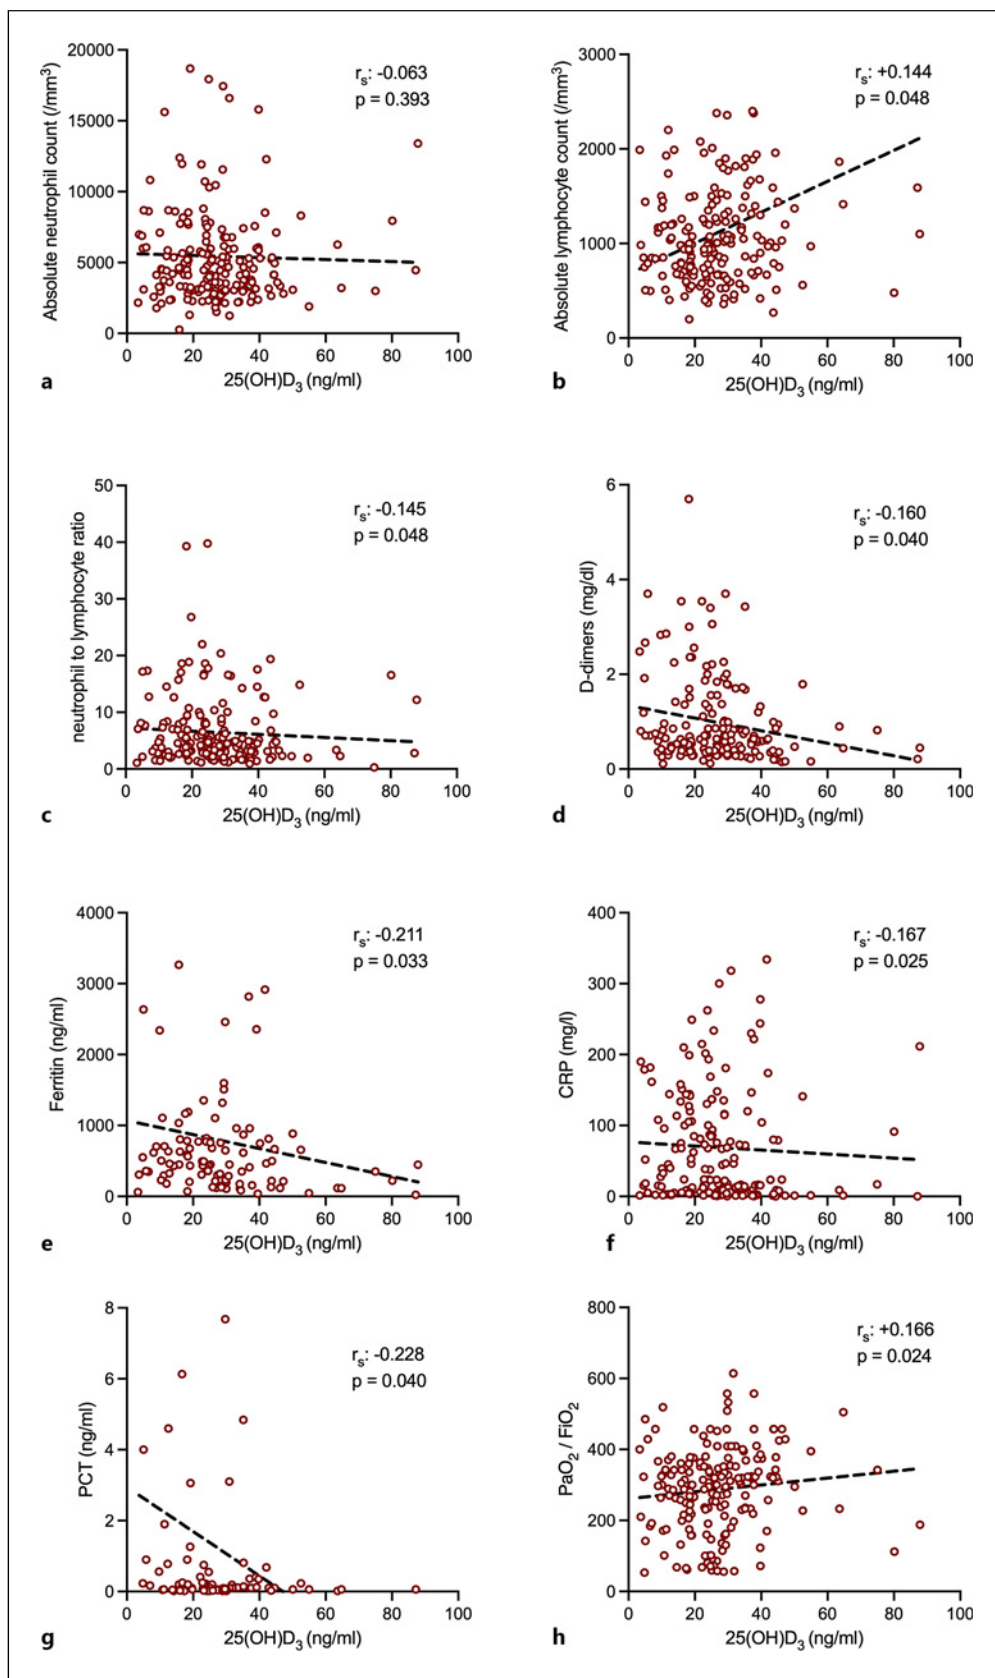 20000
15000
10000
5000
0
Absolute neutrophil count (/mm³)
rₛ: -0.063
p = 0.393
0 20 40 60 80 100
25(OH)D₃ (ng/ml)
a
3000
2000
1000
0
Absolute lymphocyte count (/mm³)
rₛ: +0.144
p = 0.048
0 20 40 60 80 100
25(OH)D₃ (ng/ml)
b
50
40
30
20
10
0
neutrophil to lymphocyte ratio
rₛ: -0.145
p = 0.048
0 20 40 60 80 100
25(OH)D₃ (ng/ml)
c
6
4
2
0
D-dimers (mg/dl)
rₛ: -0.160
p = 0.040
0 20 40 60 80 100
25(OH)D₃ (ng/ml)
d
4000
3000
2000
1000
0
Ferritin (ng/ml)
rₛ: -0.211
p = 0.033
0 20 40 60 80 100
25(OH)D₃ (ng/ml)
e
400
300
200
100
0
CRP (mg/l)
rₛ: -0.167
p = 0.025
0 20 40 60 80 100
25(OH)D₃ (ng/ml)
f
8
6
4
2
0
PCT (ng/ml)
rₛ: -0.228
p = 0.040
0 20 40 60 80 100
25(OH)D₃ (ng/ml)
g
800
600
400
200
0
PaO₂ / FiO₂
rₛ: +0.166
p = 0.024
0 20 40 60 80 100
25(OH)D₃ (ng/ml)
h